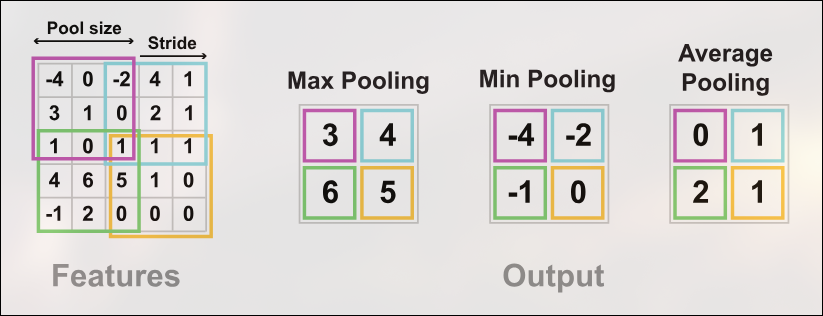 Pool size
Stride
-4 0 -2 4 1
3 1 0 2 1
1 0 1 1 1
4 6 5 1 0
-1 2 0 0 0
Features
Max Pooling
3 4
6 5
Min Pooling
-4 -2
-1 0
Average
Pooling
0 1
2 1
Output